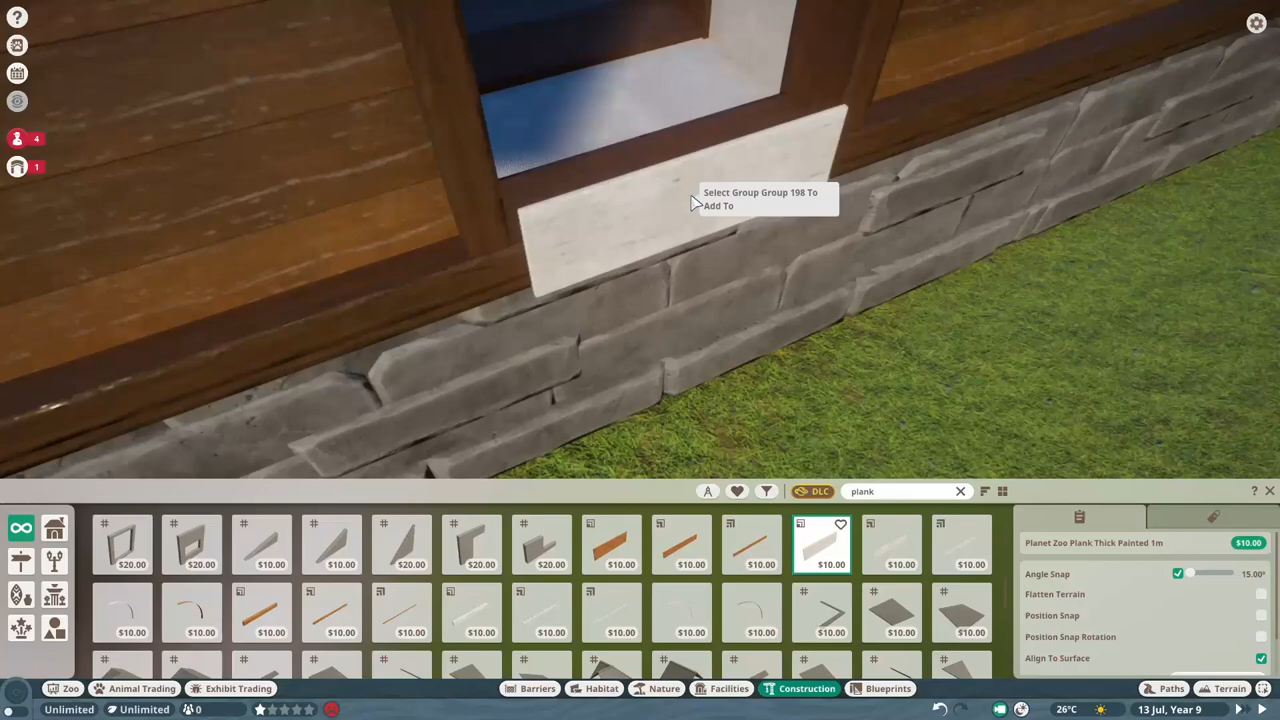 ?
4
1
Select Group Group 198 To
Add To
DLC
plank
? 
$20.00 $20.00 $10.00 $10.00 $20.00 $10.00 $20.00 $10.00 $10.00 $10.00 $10.00 $10.00 $10.00
$10.00 $10.00 $10.00 $10.00 $10.00 $10.00 $10.00 $10.00 $10.00 $10.00 $10.00 $10.00 $10.00
Planet Zoo Plank Thick Painted 1m $10.00
Angle Snap 15.00°
Flatten Terrain
Position Snap
Position Snap Rotation
Align To Surface
Zoo Animal Trading Exhibit Trading Barriers Habitat Nature Facilities Construction Blueprints Paths Terrain
Unlimited Unlimited 0 26°C 13 Jul, Year 9